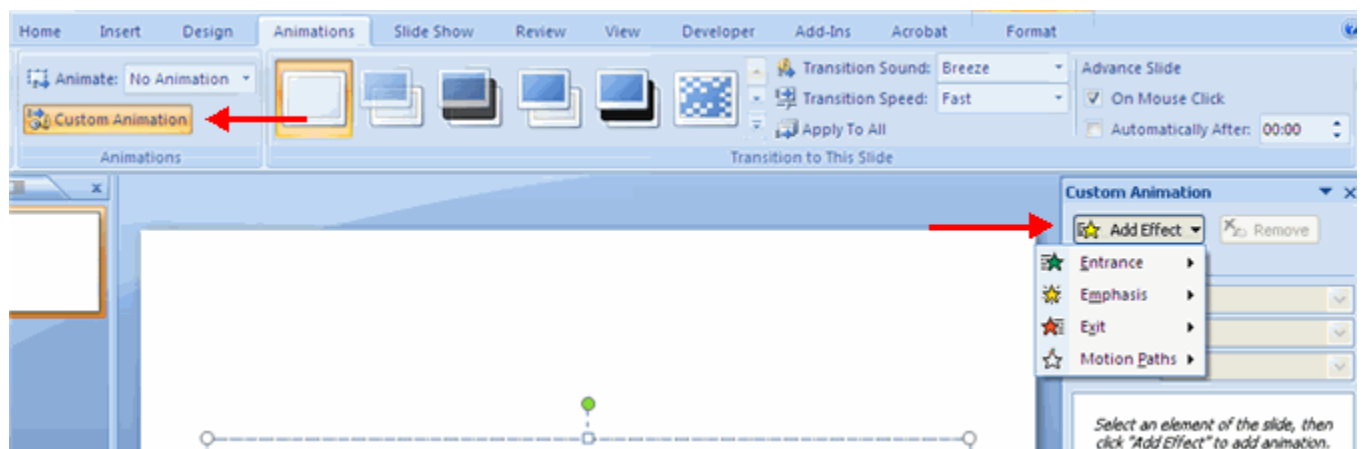 Home Insert Design Animations Slide Show Review View Developer Add-Ins Acrobat Format
Animate: No Animation
Custom Animation
Animations
Transition Sound: Breeze
Transition Speed: Fast
Apply To All
Transition to This Slide
Advance Slide
On Mouse Click
Automatically After: 00:00
Custom Animation
Add Effect Remove
Entrance
Emphasis
Exit
Motion Paths
Select an element of the slide, then
click "Add Effect" to add animation.